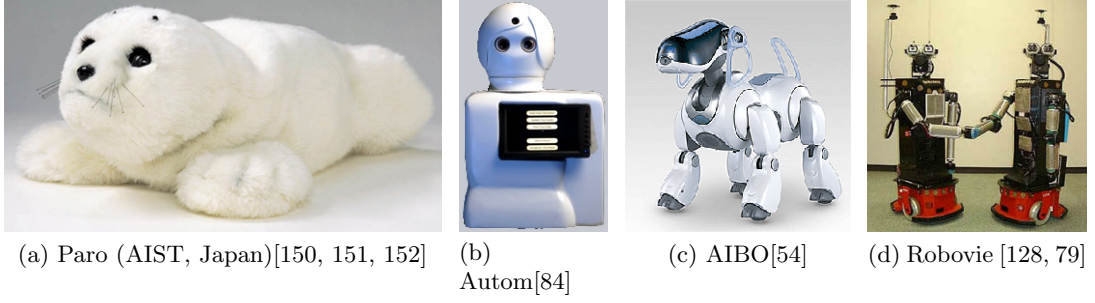 (a) Paro (AIST, Japan)[150, 151, 152]
(b)
Autom[84]
(c) AIBO[54]
(d) Robovie [128, 79]